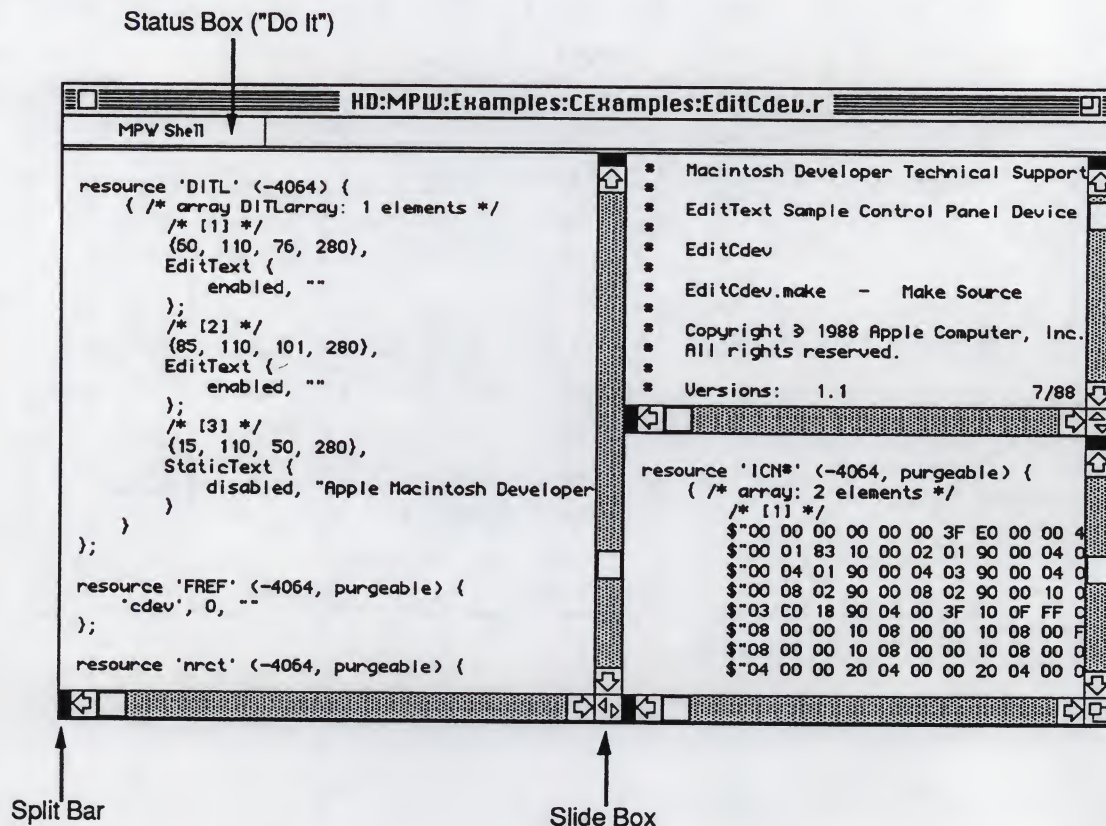 Status Box ("Do It")
HD:MPW:Examples:CExamples:EditCdev.r
MPW Shell
resource 'DITL' (-4064) {
{ /* array DITLarray: 1 elements */
/* [1] */
{60, 110, 76, 280},
EditText {
enabled, ""
};
/* [2] */
{85, 110, 101, 280},
EditText {
enabled, ""
};
/* [3] */
{15, 110, 50, 280},
StaticText {
disabled, "Apple Macintosh Developer
}
}
};
resource 'FREF' (-4064, purgeable) {
'cdev', 0, ""
};
resource 'nrct' (-4064, purgeable) {
* Macintosh Developer Technical Support
*
* EditText Sample Control Panel Device
*
* EditCdev
*
* EditCdev.make - Make Source
*
* Copyright © 1988 Apple Computer, Inc.
* All rights reserved.
*
* Versions: 1.1 7/88
resource 'ICN#' (-4064, purgeable) {
{ /* array: 2 elements */
/* [1] */
$"00 00 00 00 00 00 3F E0 00 00 4
$"00 01 83 10 00 02 01 90 00 04 0
$"00 04 01 90 00 04 03 90 00 04 0
$"00 08 02 90 00 08 02 90 00 10 0
$"03 C0 18 90 04 00 3F 10 0F FF C
$"08 00 00 10 08 00 00 10 08 00 F
$"08 00 00 10 08 00 00 10 08 00 0
$"04 00 00 20 04 00 00 20 04 00 0
Split Bar
Slide Box